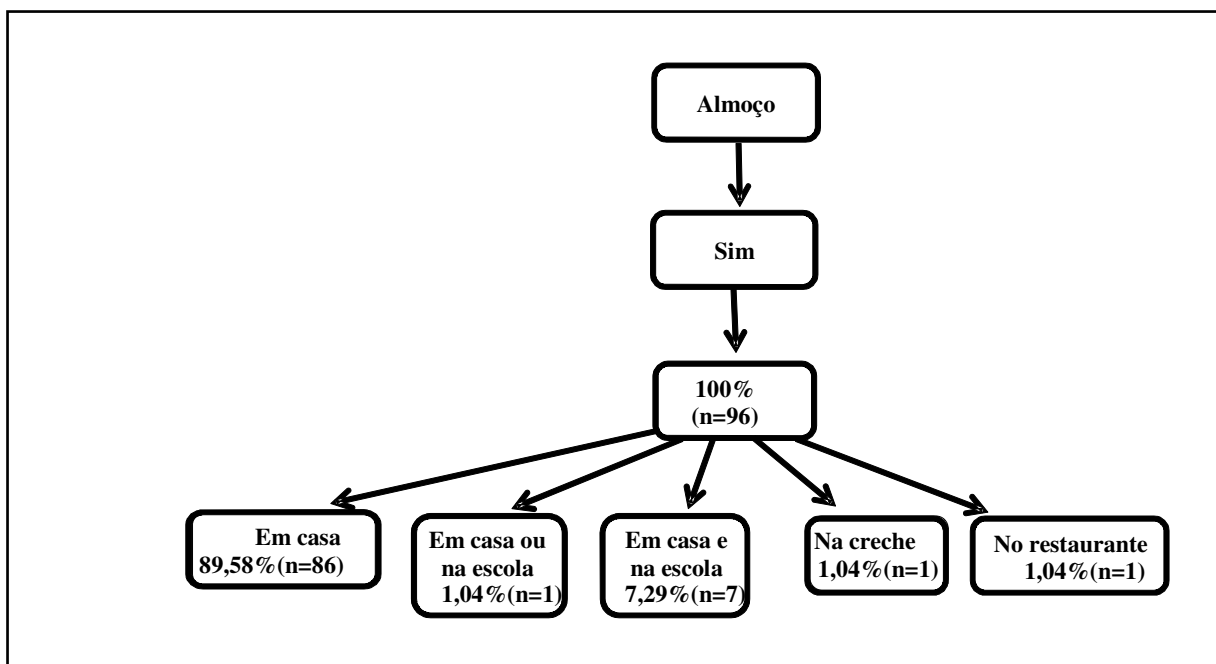 Almoço
Sim
100%
(n=96)
Em casa
89,58%(n=86)
Em casa ou
na escola
1,04%(n=1)
Em casa e
na escola
7,29%(n=7)
Na creche
1,04%(n=1)
No restaurante
1,04%(n=1)